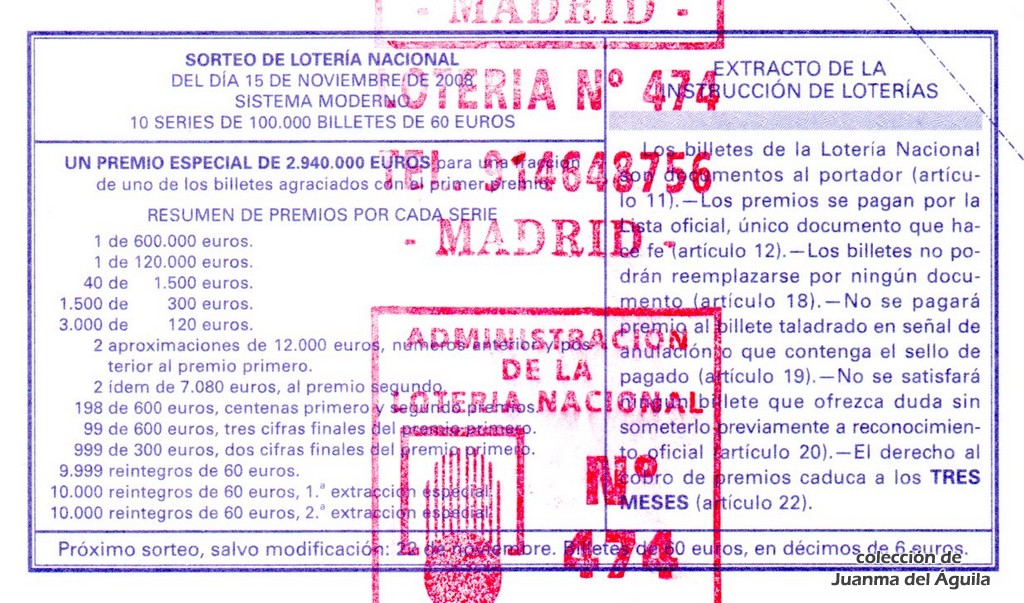 - MADRID -
SORTEO DE LOTERÍA NACIONAL
DEL DÍA 15 DE NOVIEMBRE DE 2008
SISTEMA MODERNO
10 SERIES DE 100.000 BILLETES DE 60 EUROS
LOTERIA Nº 474
TEL. 914648756
- MADRID -
UN PREMIO ESPECIAL DE 2.940.000 EUROS para una fracción
de uno de los billetes agraciados con el primer premio.
RESUMEN DE PREMIOS POR CADA SERIE
1 de 600.000 euros.
1 de 120.000 euros.
40 de 1.500 euros.
1.500 de 300 euros.
3.000 de 120 euros.
2 aproximaciones de 12.000 euros, números anterior y pos-
terior al premio primero.
2 ídem de 7.080 euros, al premio segundo.
198 de 600 euros, centenas primero y segundo premios.
99 de 600 euros, tres cifras finales del premio primero.
999 de 300 euros, dos cifras finales del premio primero.
9.999 reintegros de 60 euros.
10.000 reintegros de 60 euros, 1.ª extracción especial.
10.000 reintegros de 60 euros, 2.ª extracción especial.
EXTRACTO DE LA
INSTRUCCIÓN DE LOTERÍAS
Los billetes de la Lotería Nacional
son documentos al portador (artícu-
lo 11).—Los premios se pagan por la
Lista oficial, único documento que ha-
ce fe (artículo 12).—Los billetes no po-
drán reemplazarse por ningún docu-
mento (artículo 18).—No se pagará
premio al billete taladrado en señal de
anulación o que contenga el sello de
pagado (artículo 19).—No se satisfará
ningún billete que ofrezca duda sin
someterlo previamente a reconocimien-
to oficial (artículo 20).—El derecho al
cobro de premios caduca a los TRES
MESES (artículo 22).
ADMINISTRACION
DE LA
LOTERIA NACIONAL
Nº
474
Próximo sorteo, salvo modificación: 22 de noviembre. Billetes de 60 euros, en décimos de 6 euros.
colección de
Juanma del Águila